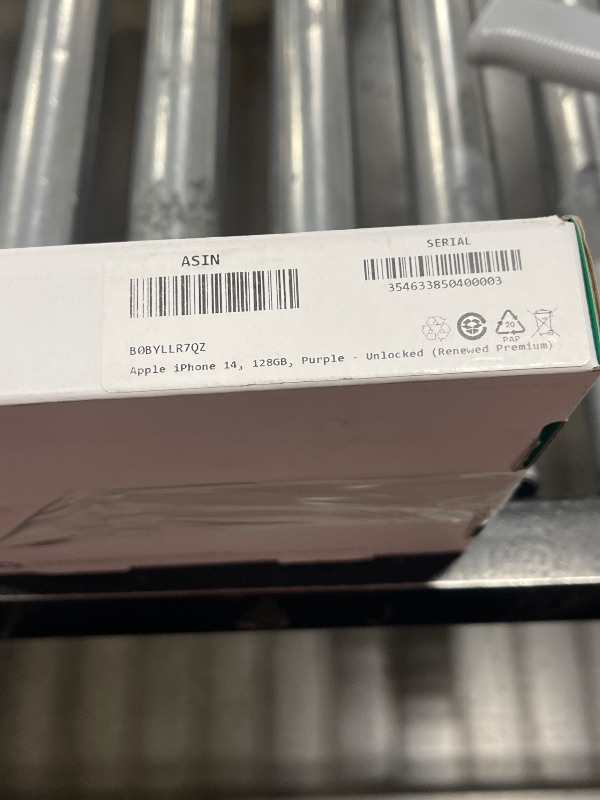 ASIN
SERIAL
354633850400003
B0BYLLR7QZ
20
PAP
Apple iPhone 14, 128GB, Purple - Unlocked (Renewed Premium)